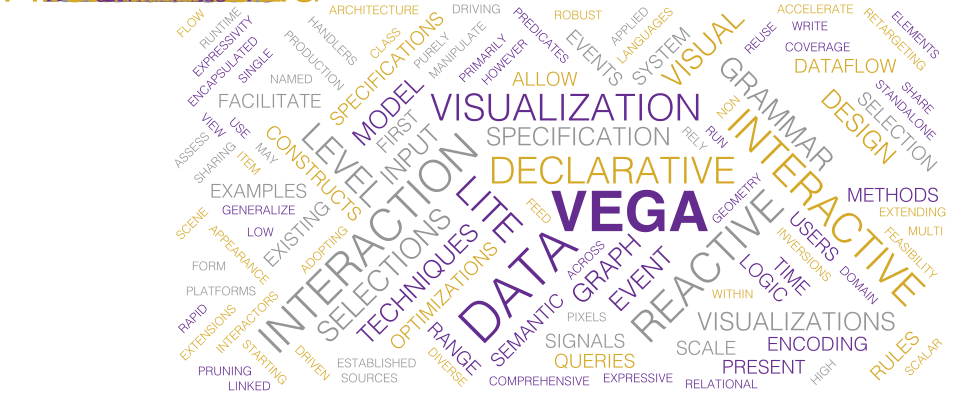 FLOW
RUNTIME
EXPRESSIVITY
ENCAPSULATED
SINGLE
HANDLERS
PRODUCTION
NAMED
FACILITATE
ARCHITECTURE
CLASS
SPECIFICATIONS
PURELY
MANIPULATE
DRIVING
PRIMARILY
HOWEVER
PREDICATES
ROBUST
EVENTS
APPLIED
LANGUAGES
SYSTEM
VISUAL
REUSE
ACCELERATE
WRITE
COVERAGE
DATAFLOW
RETARGETING
ELEMENTS
ALLOW
MODEL
FIRST
INPUT
VISUALIZATION
SPECIFICATION
DECLARATIVE
VEGA
RELY
RUN
NON
GRAMMAR
INTERACTIVE
DESIGN
SELECTION
STANDALONE
SHARE
VIEW
USE
ASSESS
SHARING
MAY
ITEM
CONSTRUCTS
LEVEL
EXAMPLES
GENERALIZE
LOW
EXISTING
ADOPTING
SCENE
APPEARANCE
FORM
PLATFORMS
RAPID
EXTENSIONS
INTERACTORS
STARTING
PRUNING
LINKED
DRIVEN
INTERACTION
SELECTIONS
TECHNIQUES
OPTIMIZATIONS
LITE
FEED
DATA
ACROSS
GRAPH
EVENT
GEOMETRY
REACTIVE
METHODS
EXTENDING
MULTI
FEASIBILITY
USERS
INVERSIONS
DOMAIN
TIME
LOGIC
WITHIN
RANGE
DIVERSE
SEMANTIC
PIXELS
SIGNALS
QUERIES
ESTABLISHED
SOURCES
COMPREHENSIVE
EXPRESSIVE
RELATIONAL
VISUALIZATIONS
SCALE
ENCODING
PRESENT
HIGH
RULES
SCALAR